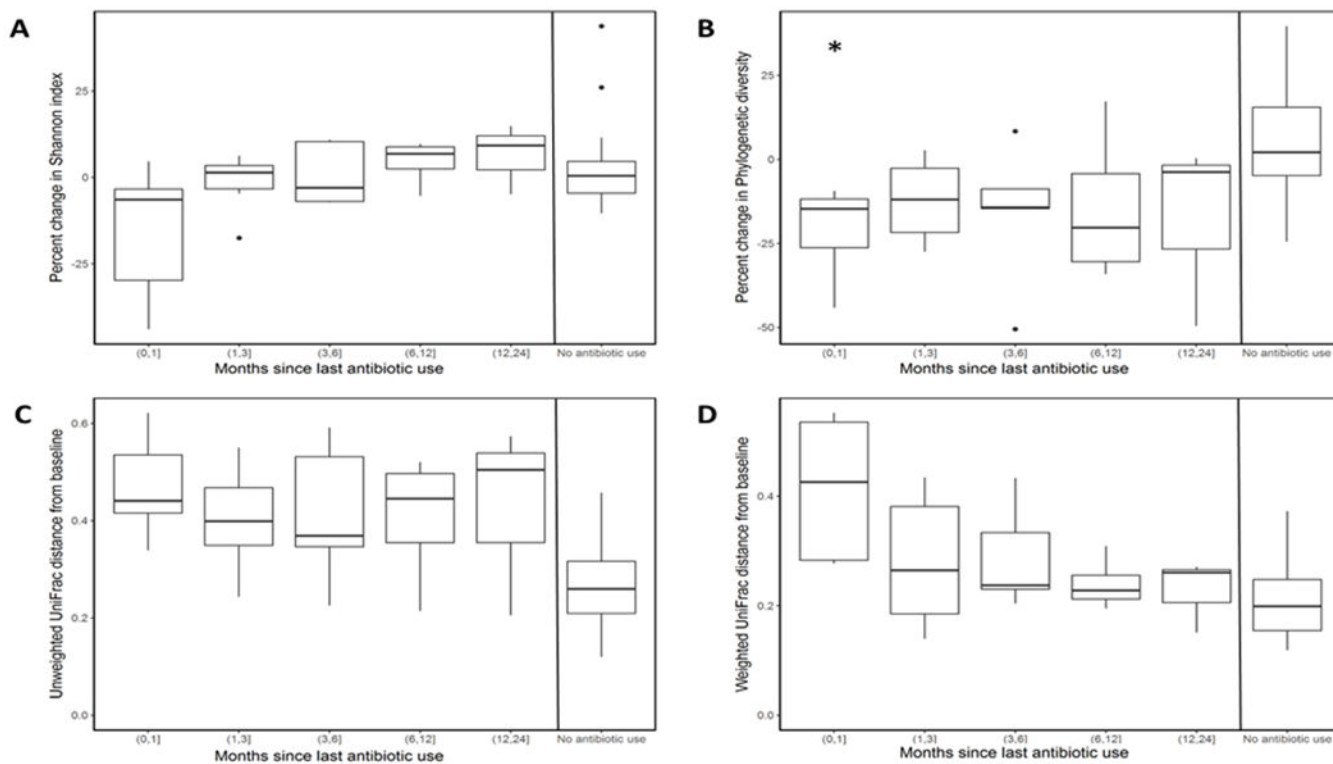 A
Percent change in Shannon index
25
0
-25
(0,1]
(1,3]
(3,6]
(6,12]
(12,24]
No antibiotic use
Months since last antibiotic use
B
*
Percent change in Phylogenetic diversity
25
0
-25
-50
(0,1]
(1,3]
(3,6]
(6,12]
(12,24]
No antibiotic use
Months since last antibiotic use
C
Unweighted UniFrac distance from baseline
0.6
0.4
0.2
0.0
(0,1]
(1,3]
(3,6]
(6,12]
(12,24]
No antibiotic use
Months since last antibiotic use
D
Weighted UniFrac distance from baseline
0.4
0.2
0.0
(0,1]
(1,3]
(3,6]
(6,12]
(12,24]
No antibiotic use
Months since last antibiotic use